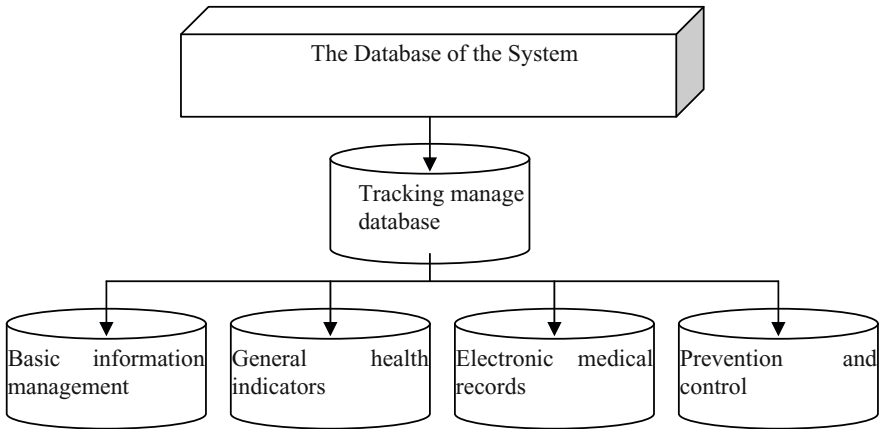 The Database of the System
Tracking manage
database
Basic information
management
General health
indicators
Electronic medical
records
Prevention and
control